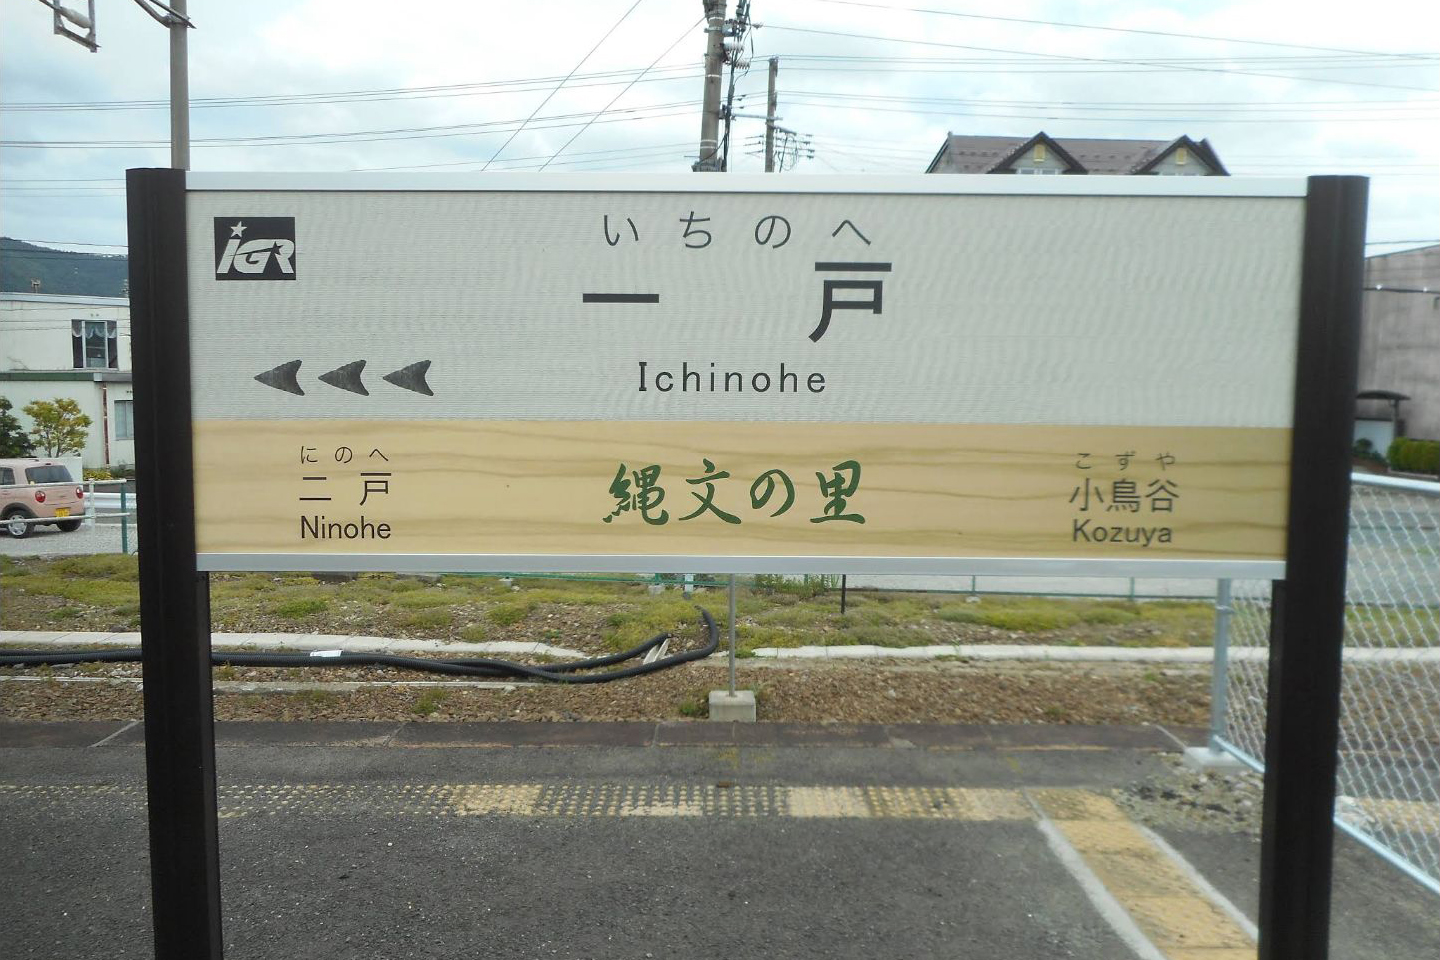 IGR
いちのへ
一戸
Ichinohe
にのへ
二戸
Ninohe
縄文の里
こずや
小鳥谷
Kozuya